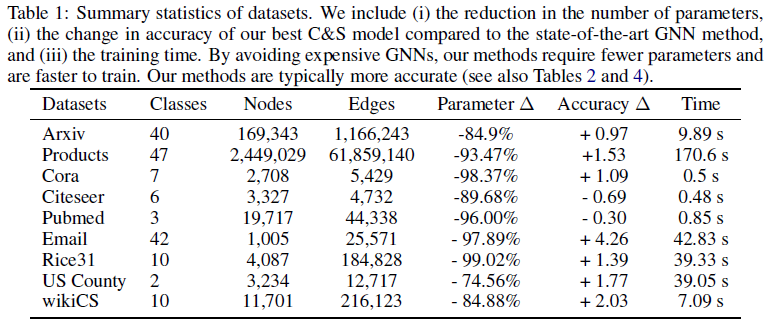 Table 1: Summary statistics of datasets. We include (i) the reduction in the number of parameters,
(ii) the change in accuracy of our best C&S model compared to the state-of-the-art GNN method,
and (iii) the training time. By avoiding expensive GNNs, our methods require fewer parameters and
are faster to train. Our methods are typically more accurate (see also Tables 2 and 4).
Datasets Classes Nodes Edges Parameter Δ Accuracy Δ Time
Arxiv 40 169,343 1,166,243 -84.9% + 0.97 9.89 s
Products 47 2,449,029 61,859,140 -93.47% +1.53 170.6 s
Cora 7 2,708 5,429 -98.37% + 1.09 0.5 s
Citeseer 6 3,327 4,732 -89.68% - 0.69 0.48 s
Pubmed 3 19,717 44,338 -96.00% - 0.30 0.85 s
Email 42 1,005 25,571 - 97.89% + 4.26 42.83 s
Rice31 10 4,087 184,828 - 99.02% + 1.39 39.33 s
US County 2 3,234 12,717 - 74.56% + 1.77 39.05 s
wikiCS 10 11,701 216,123 - 84.88% + 2.03 7.09 s